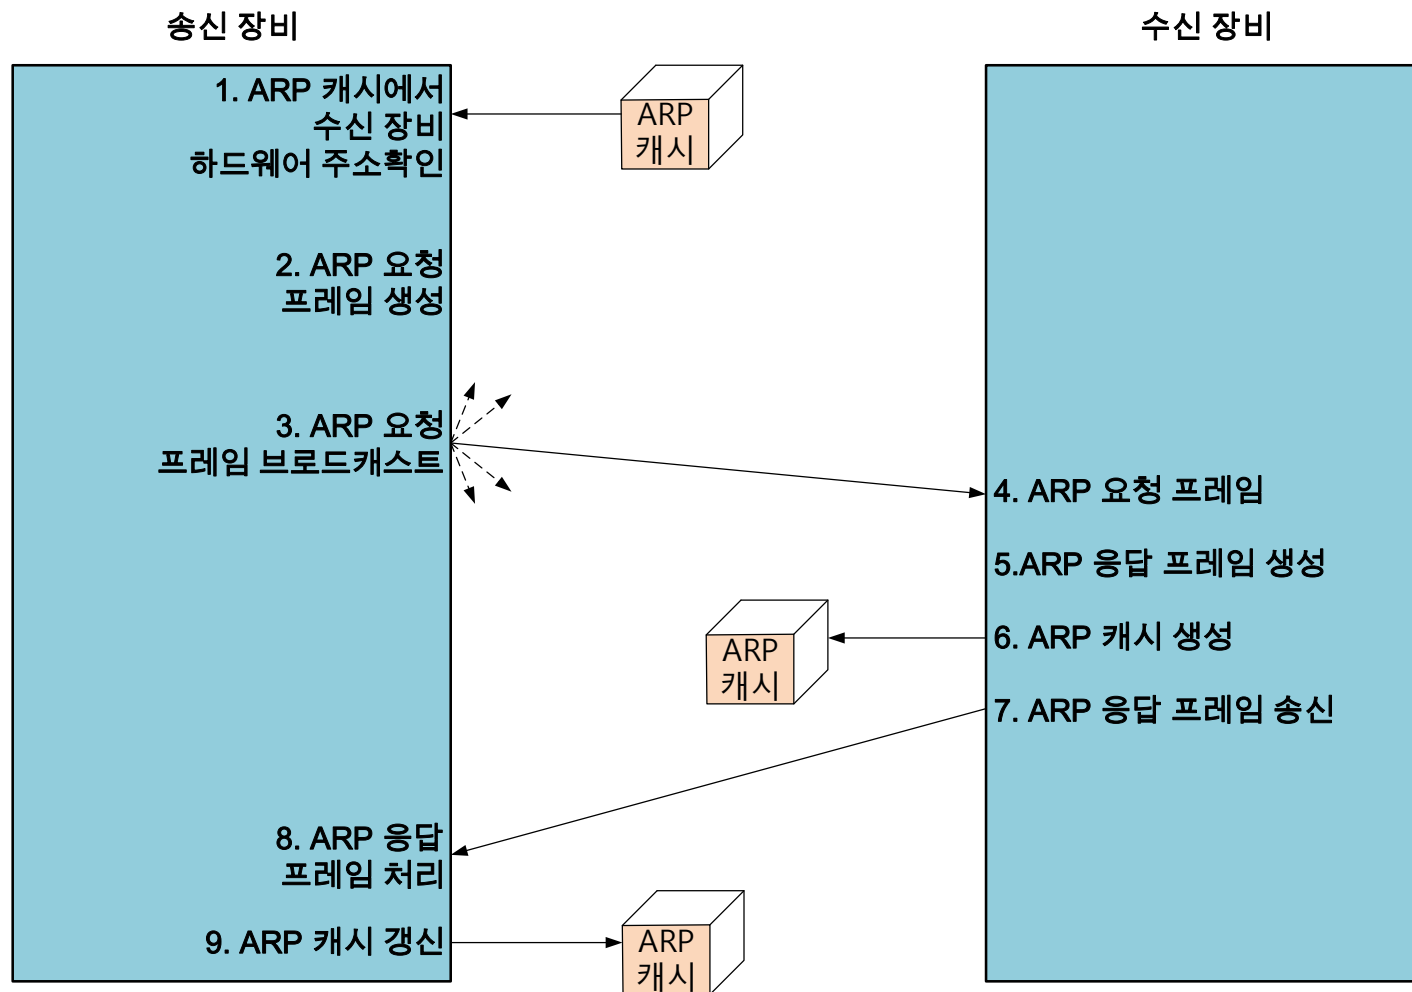 송신 장비
수신 장비
1. ARP 캐시에서
수신 장비
하드웨어 주소확인
ARP
캐시
2. ARP 요청
프레임 생성
3. ARP 요청
프레임 브로드캐스트
4. ARP 요청 프레임
5.ARP 응답 프레임 생성
6. ARP 캐시 생성
ARP
캐시
7. ARP 응답 프레임 송신
8. ARP 응답
프레임 처리
9. ARP 캐시 갱신
ARP
캐시